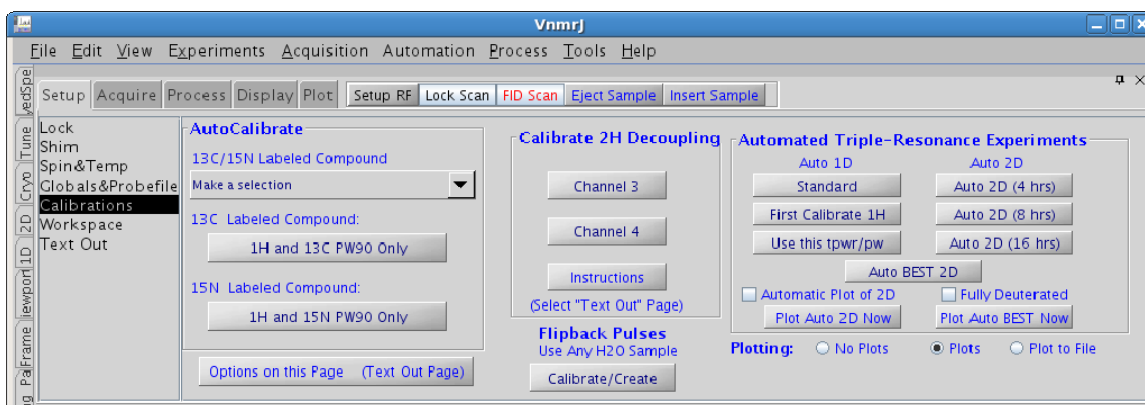 VnmrJ
File Edit View Experiments Acquisition Automation Process Tools Help
Setup Acquire Process Display Plot Setup RF Lock Scan FID Scan Eject Sample Insert Sample
Lock
Shim
Spin&Temp
Globals&Probefile
Calibrations
Workspace
Text Out
vedSpe
Tune
Cryo
2D
1D
iewport
Frame
Pa
AutoCalibrate
13C/15N Labeled Compound
Make a selection
13C Labeled Compound:
1H and 13C PW90 Only
15N Labeled Compound:
1H and 15N PW90 Only
Options on this Page (Text Out Page)
Calibrate 2H Decoupling
Channel 3
Channel 4
Instructions
(Select "Text Out" Page)
Flipback Pulses
Use Any H2O Sample
Calibrate/Create
Automated Triple-Resonance Experiments
Auto 1D Auto 2D
Standard Auto 2D (4 hrs)
First Calibrate 1H Auto 2D (8 hrs)
Use this tpwr/pw Auto 2D (16 hrs)
Auto BEST 2D
Automatic Plot of 2D Fully Deuterated
Plot Auto 2D Now Plot Auto BEST Now
Plotting: No Plots Plots Plot to File